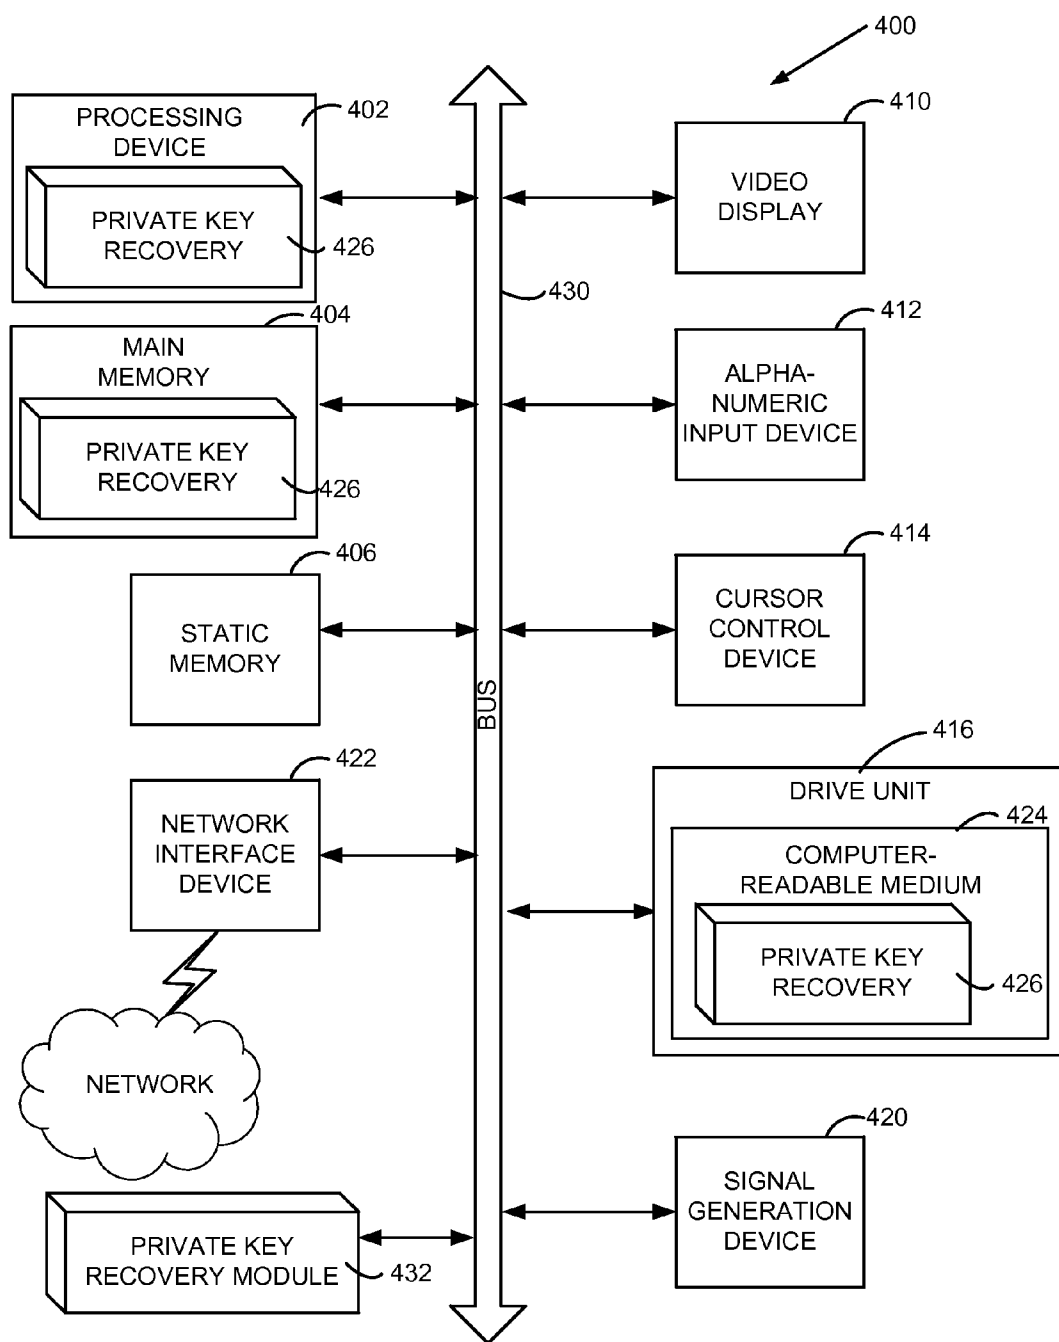 400
PROCESSING
DEVICE
402
PRIVATE KEY
RECOVERY
426
410
VIDEO
DISPLAY
430
404
MAIN
MEMORY
PRIVATE KEY
RECOVERY
426
412
ALPHA-
NUMERIC
INPUT DEVICE
406
STATIC
MEMORY
414
CURSOR
CONTROL
DEVICE
BUS
422
NETWORK
INTERFACE
DEVICE
416
DRIVE UNIT
424
COMPUTER-
READABLE MEDIUM
PRIVATE KEY
RECOVERY
426
NETWORK
420
SIGNAL
GENERATION
DEVICE
PRIVATE KEY
RECOVERY MODULE
432